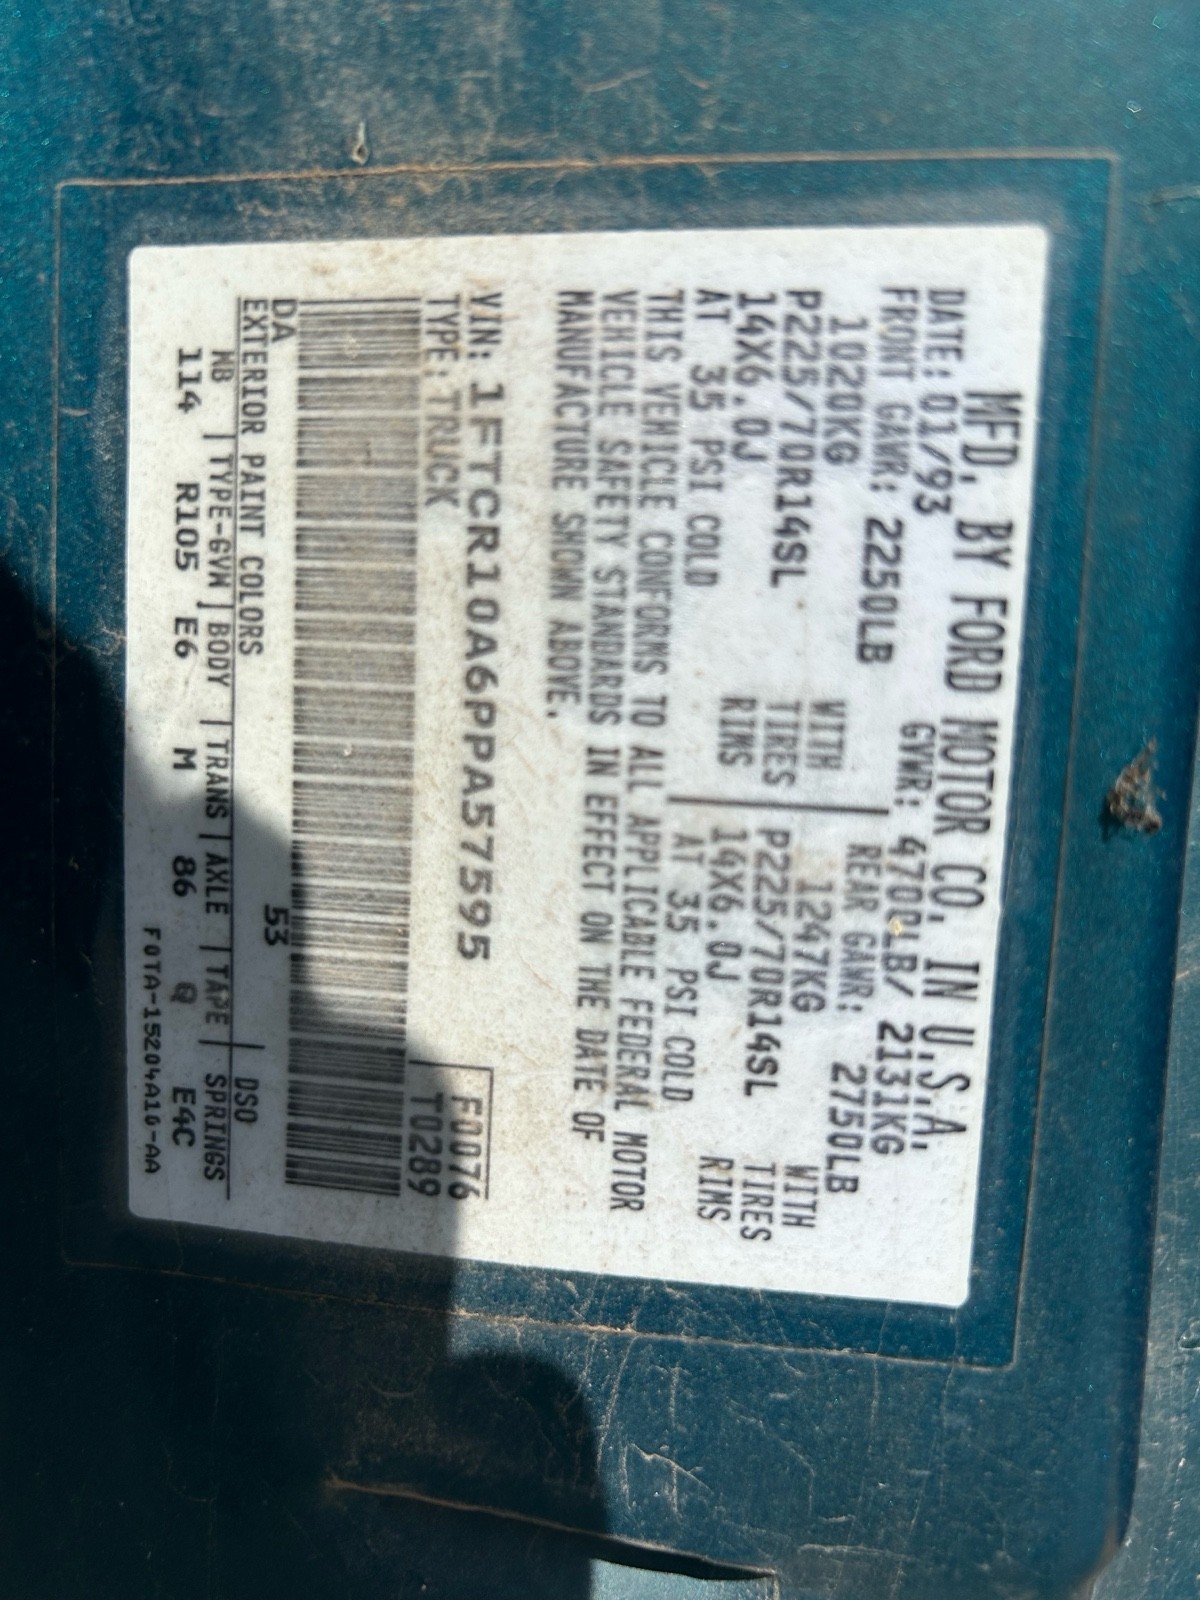 MFD. BY FORD MOTOR CO. IN U.S.A.
DATE: 01/93 GVWR: 4700LB/ 2131KG
FRONT GAWR: 2250LB REAR GAWR: 2750LB
1020KG WITH 1247KG WITH
P225/70R14SL TIRES P225/70R14SL TIRES
14X6.0J RIMS 14X6.0J RIMS
AT 35 PSI COLD AT 35 PSI COLD
THIS VEHICLE CONFORMS TO ALL APPLICABLE FEDERAL MOTOR
VEHICLE SAFETY STANDARDS IN EFFECT ON THE DATE OF
MANUFACTURE SHOWN ABOVE.
VIN: 1FTCR10A6PPA57595 F0076
TYPE: TRUCK T0289
DA 53
EXTERIOR PAINT COLORS DSO
WB | TYPE-GVW | BODY | TRANS | AXLE | TAPE | SPRINGS
114 R105 E6 M 86 Q E4C
F0TA-15204A10-AA